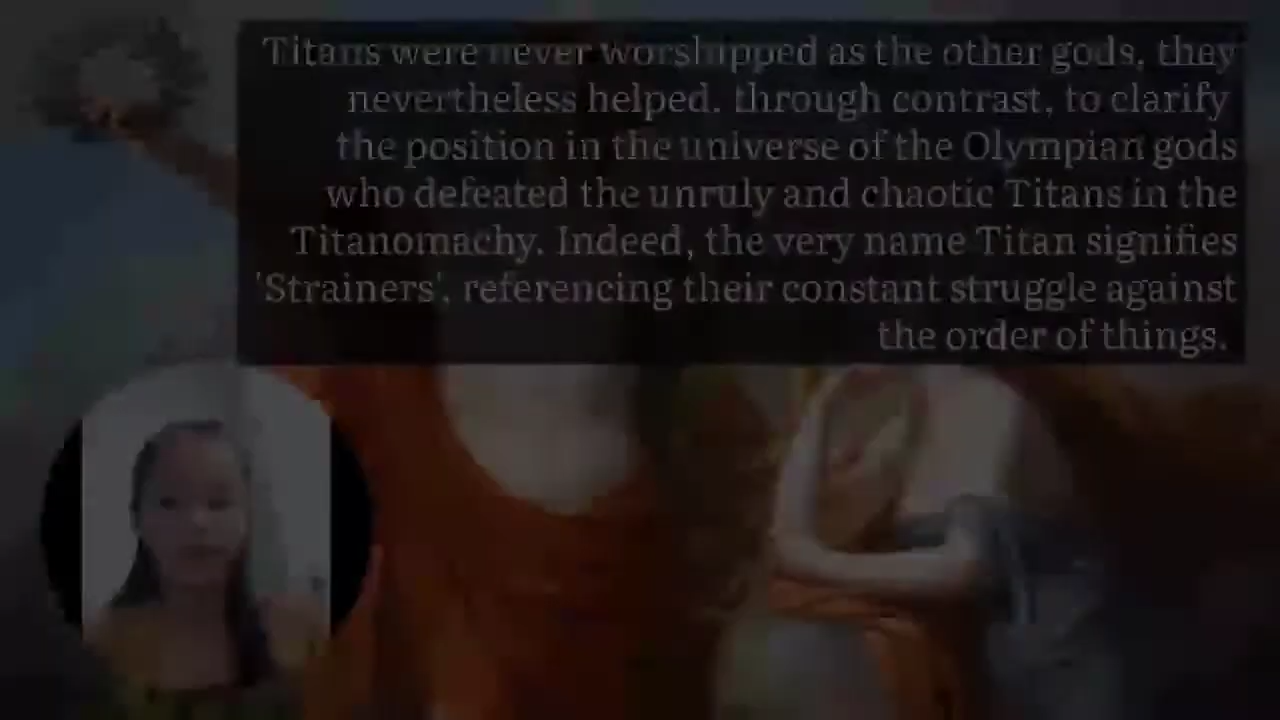 Titans were never worshipped as the other gods, they
nevertheless helped, through contrast, to clarify
the position in the universe of the Olympian gods
who defeated the unruly and chaotic Titans in the
Titanomachy. Indeed, the very name Titan signifies
'Strainers', referencing their constant struggle against
the order of things.